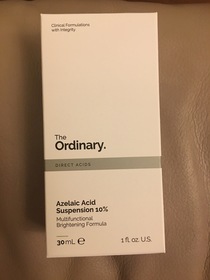 Clinical Formulations
with Integrity.
The
Ordinary.
DIRECT ACIDS
Azelaic Acid
Suspension 10%
Multifunctional
Brightening Formula
30mL ℮
1 fl. oz. U.S.